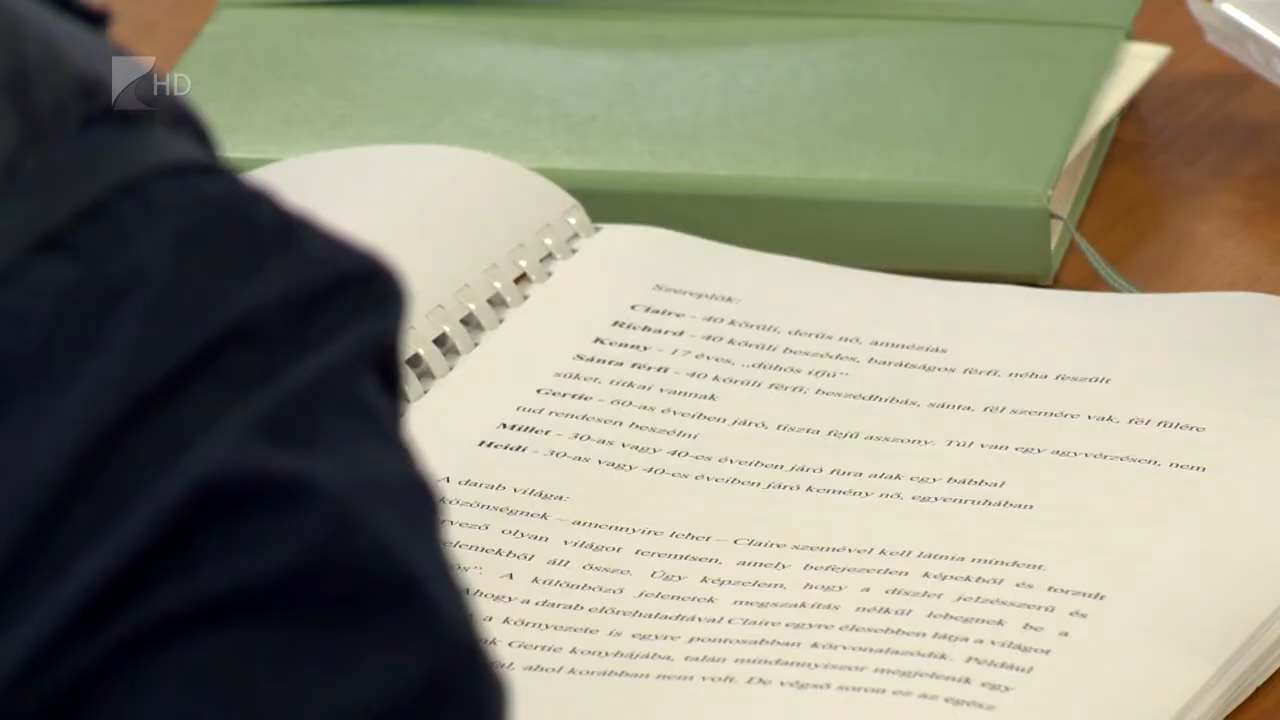 HD
Szereplők:
Claire - 40 körüli, derűs nő, amnéziás
Richard - 40 körüli beszédes, barátságos férfi, néha feszült
Kenny - 17 éves, „dühös ifjú"
Sánta férfi - 40 körüli férfi; beszédhibás, sánta, fél szemére vak, fél fülére
süket, titkai vannak
Gertie - 60-as éveiben járó, tiszta fejű asszony. Túl van egy agyvérzésen, nem
tud rendesen beszélni
Millet - 30-as vagy 40-es éveiben járó fura alak egy bábbal
Heidi - 30-as vagy 40-es éveiben járó kemény nő, egyenruhában
A darab világa:
közönségnek – amennyire lehet – Claire szemével kell látnia mindent.
rvező olyan világot teremtsen, amely befejezetlen képekből és torzult
elemekből áll össze. Úgy képzelem, hogy a díszlet jelzésszerű és
ós". A különböző jelenetek megszakítás nélkül lebegnek be a
Ahogy a darab előrehaladtával Claire egyre élesebben látja a világot
a környezete is egyre pontosabban körvonalazódik. Például
ak Gertie konyhájába, talán mindannyiszor megjelenik egy
fal, ahol korábban nem volt. De végső soron ez az egész